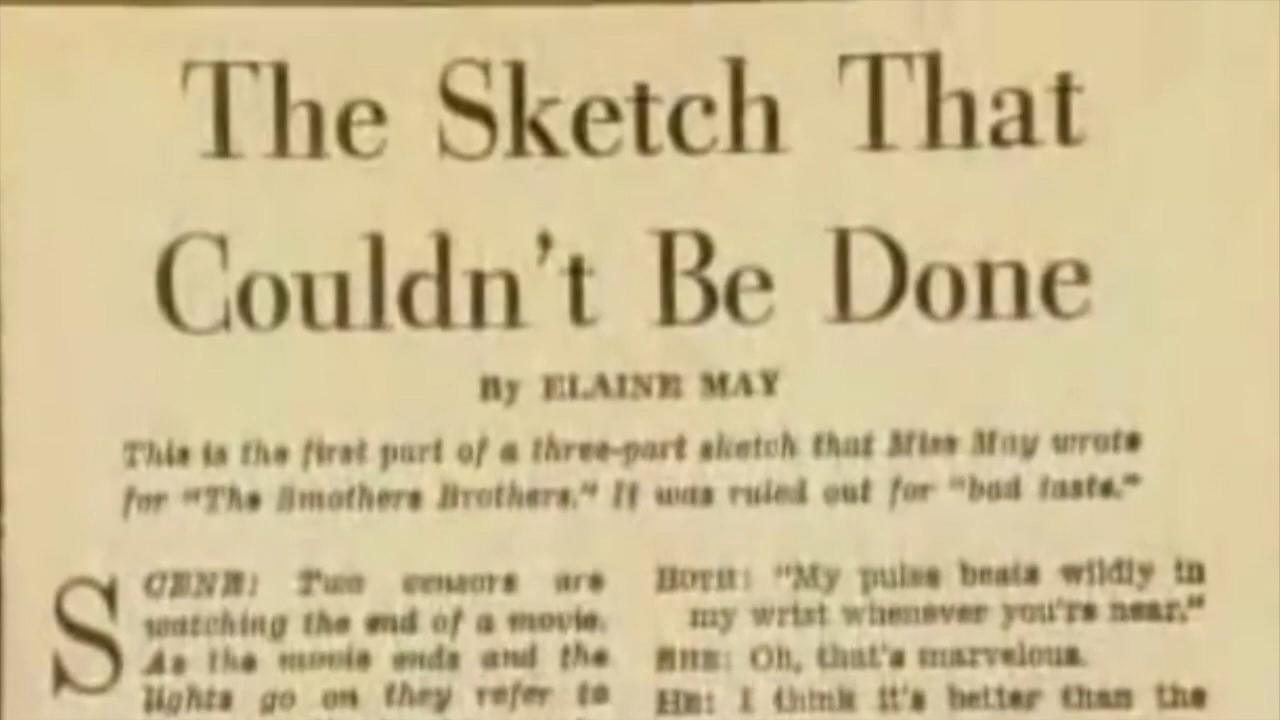 The Sketch That
Couldn't Be Done
By ELAINE MAY
This is the first part of a three-part sketch that Miss May wrote
for "The Smothers Brothers." It was ruled out for "bad taste."
SCENE: Two censors are
watching the end of a movie.
As the movie ends and the
lights go on they refer to
BOTH: "My pulse beats wildly in
my wrist whenever you're near."
SHE: Oh, that's marvelous.
HE: I think it's better than the